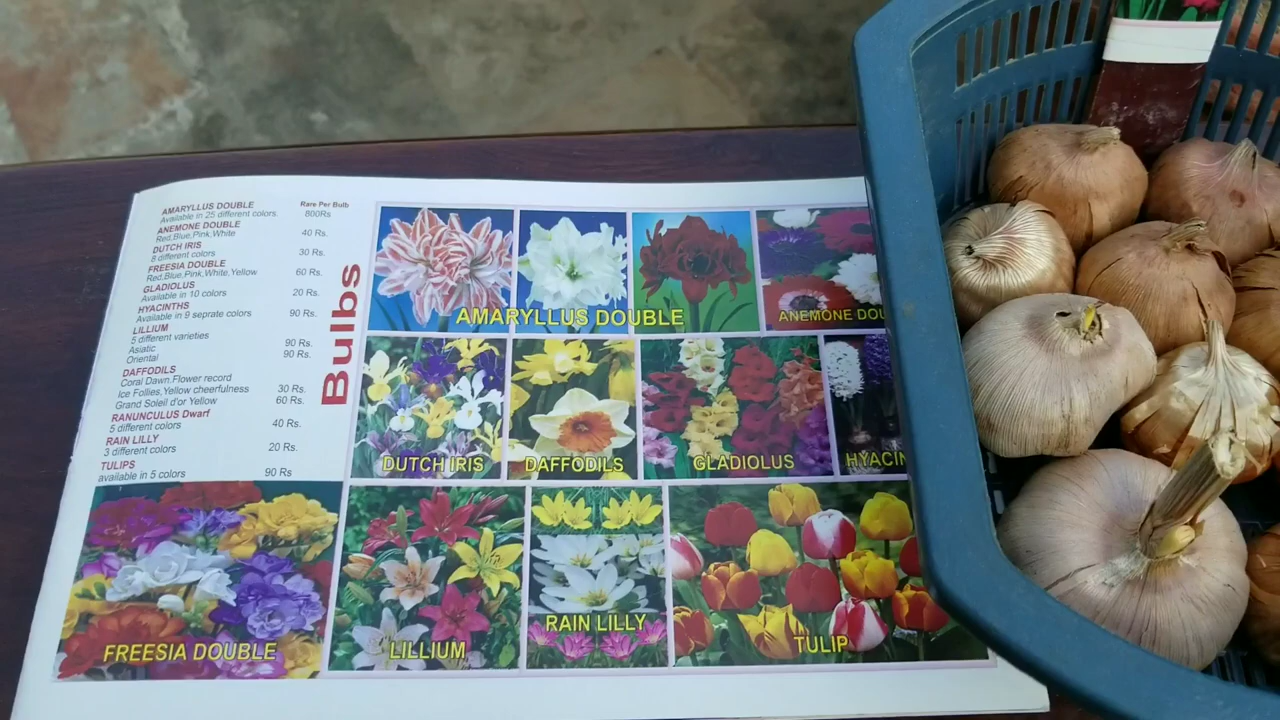 AMARYLLUS DOUBLE Rare Per Bulb
Available in 25 different colors. 800Rs
ANEMONE DOUBLE
Red,Blue,Pink,White 40 Rs.
DUTCH IRIS
8 different colors 30 Rs.
FREESIA DOUBLE
Red,Blue,Pink,White,Yellow 60 Rs.
GLADIOLUS
Available in 10 colors 20 Rs.
HYACINTHS
Available in 9 seprate colors 90 Rs.
LILLIUM
5 different varieties
Asiatic 90 Rs.
Oriental 90 Rs.
DAFFODILS
Coral Dawn,Flower record
Ice Follies,Yellow cheerfulness 30 Rs.
Grand Soleil d'or Yellow 60 Rs.
RANUNCULUS Dwarf
5 different colors 40 Rs.
RAIN LILLY
3 different colors 20 Rs.
TULIPS
available in 5 colors 90 Rs
Bulbs
AMARYLLUS DOUBLE
ANEMONE DOU
DUTCH IRIS
DAFFODILS
GLADIOLUS
HYACIN
FREESIA DOUBLE
LILLIUM
RAIN LILLY
TULIP